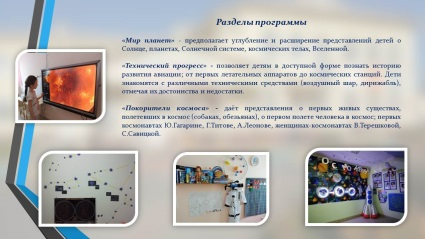 Разделы программы
«Мир планет» - предполагает углубление и расширение представлений детей о
Солнце, планетах, Солнечной системе, космических телах, Вселенной.
«Технический прогресс» - позволяет детям в доступной форме познать историю
развития авиации; от первых летательных аппаратов до космических станций. Дети
знакомятся с различными техническими средствами (воздушный шар, дирижабль),
отмечая их достоинства и недостатки.
«Покорители космоса» - даёт представления о первых живых существах,
полетевших в космос (собаках, обезьянах), о первом полете человека в космос; первых
космонавтах Ю.Гагарине, Г.Титове, А.Леонове, женщинах-космонавтах В.Терешковой,
С.Савицкой.